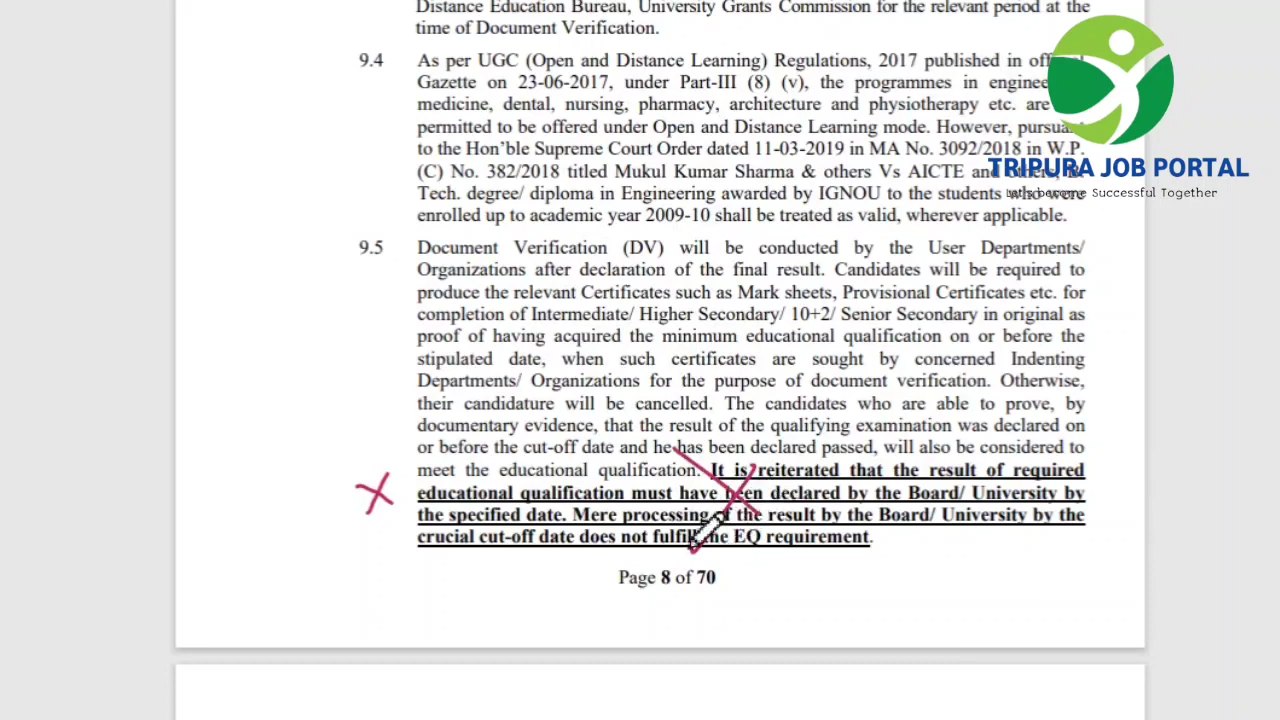 Distance Education Bureau, University Grants Commission for the relevant period at the
time of Document Verification.
9.4 As per UGC (Open and Distance Learning) Regulations, 2017 published in
Gazette on 23-06-2017, under Part-III (8) (v), the programmes in
medicine, dental, nursing, pharmacy, architecture and physiotherapy etc. are
permitted to be offered under Open and Distance Learning mode. However,
to the Hon'ble Supreme Court Order dated 11-03-2019 in MA No. 3092/2018 in W.P.
(C) No. 382/2018 titled Mukul Kumar Sharma & others Vs AICTE and
Tech. degree/ diploma in Engineering awarded by IGNOU to the students who were
enrolled up to academic year 2009-10 shall be treated as valid, wherever applicable.
TRIPURA JOB PORTAL
Let's become Successful Together
9.5 Document Verification (DV) will be conducted by the User Departments/
Organizations after declaration of the final result. Candidates will be required to
produce the relevant Certificates such as Mark sheets, Provisional Certificates etc. for
completion of Intermediate/ Higher Secondary/ 10+2/ Senior Secondary in original as
proof of having acquired the minimum educational qualification on or before the
stipulated date, when such certificates are sought by concerned Indenting
Departments/ Organizations for the purpose of document verification. Otherwise,
their candidature will be cancelled. The candidates who are able to prove, by
documentary evidence, that the result of the qualifying examination was declared on
or before the cut-off date and he has been declared passed, will also be considered to
meet the educational qualification. It is reiterated that the result of required
educational qualification must have been declared by the Board/ University by
the specified date. Mere processing of the result by the Board/ University by the
crucial cut-off date does not fulfil the EQ requirement.
Page 8 of 70